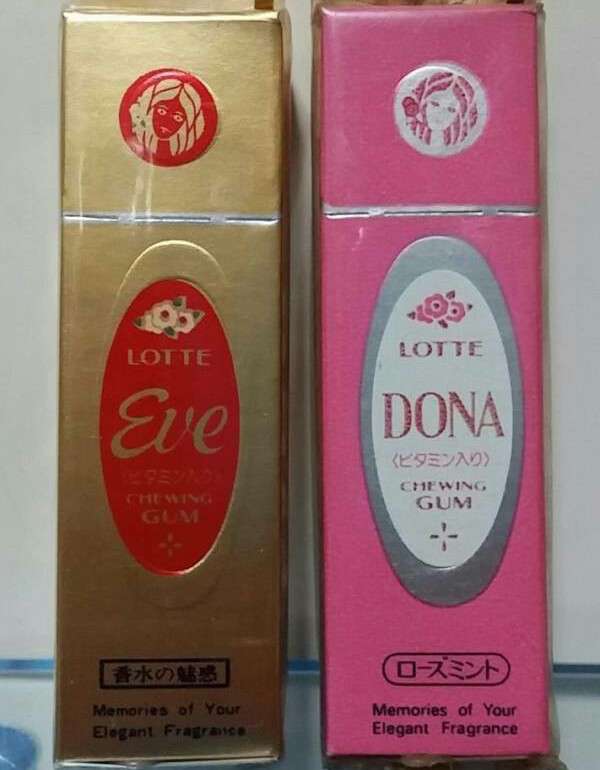 LOTTE
Eve
〈ビタミン入り〉
CHEWING
GUM
香水の魅惑
Memories of Your
Elegant Fragrance
LOTTE
DONA
〈ビタミン入り〉
CHEWING
GUM
ローズミント
Memories of Your
Elegant Fragrance